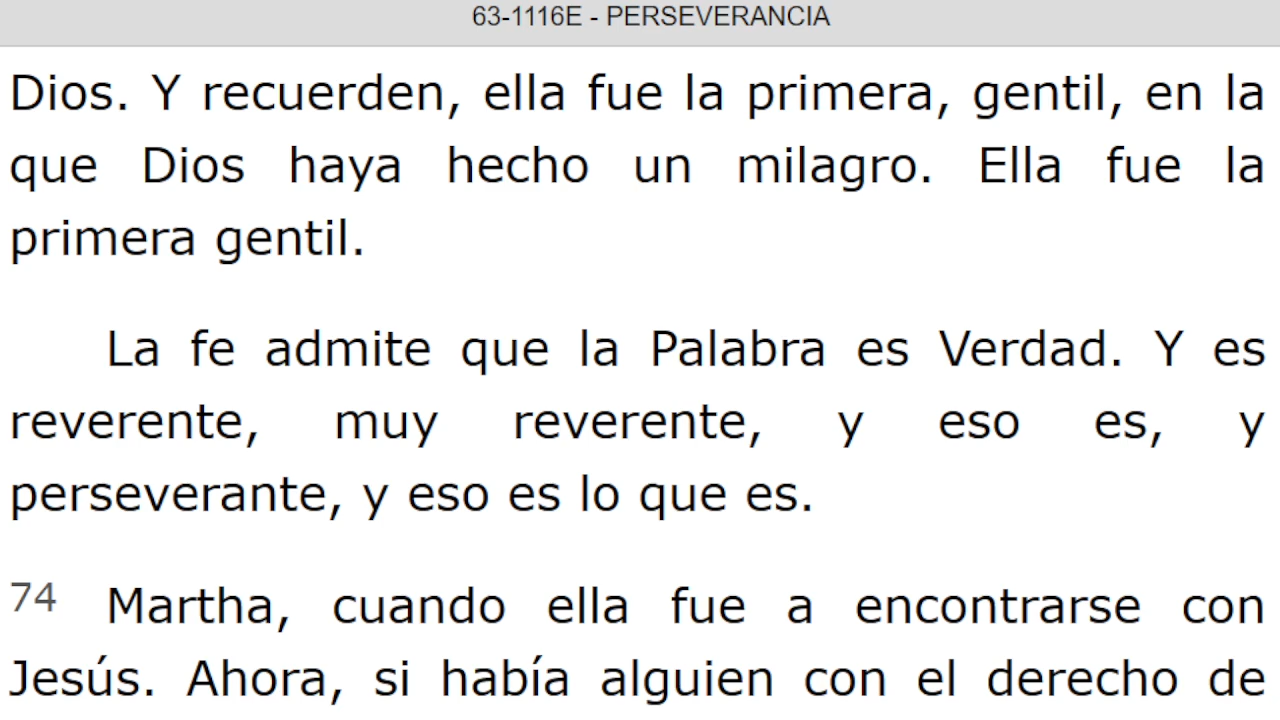 63-1116E - PERSEVERANCIA
Dios. Y recuerden, ella fue la primera, gentil, en la
que Dios haya hecho un milagro. Ella fue la
primera gentil.
La fe admite que la Palabra es Verdad. Y es
reverente, muy reverente, y eso es, y
perseverante, y eso es lo que es.
74 Martha, cuando ella fue a encontrarse con
Jesús. Ahora, si había alguien con el derecho de